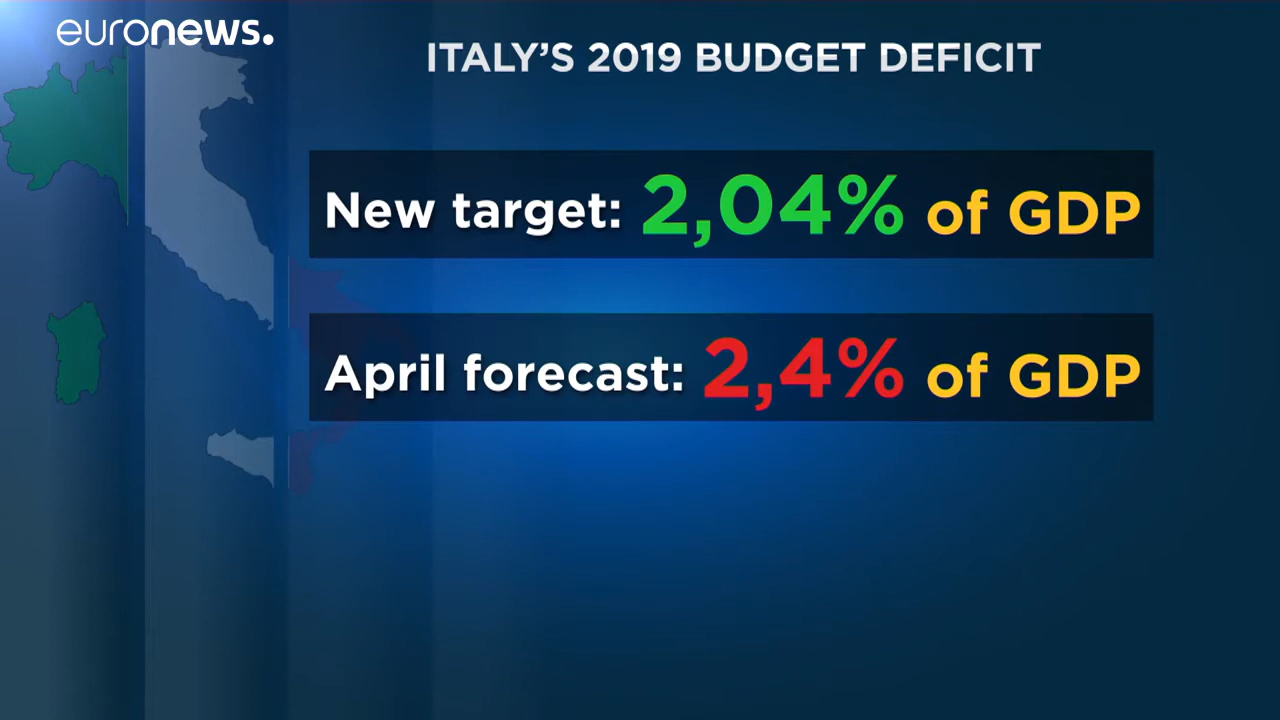 euronews.
ITALY’S 2019 BUDGET DEFICIT
New target: 2,04% of GDP
April forecast: 2,4% of GDP